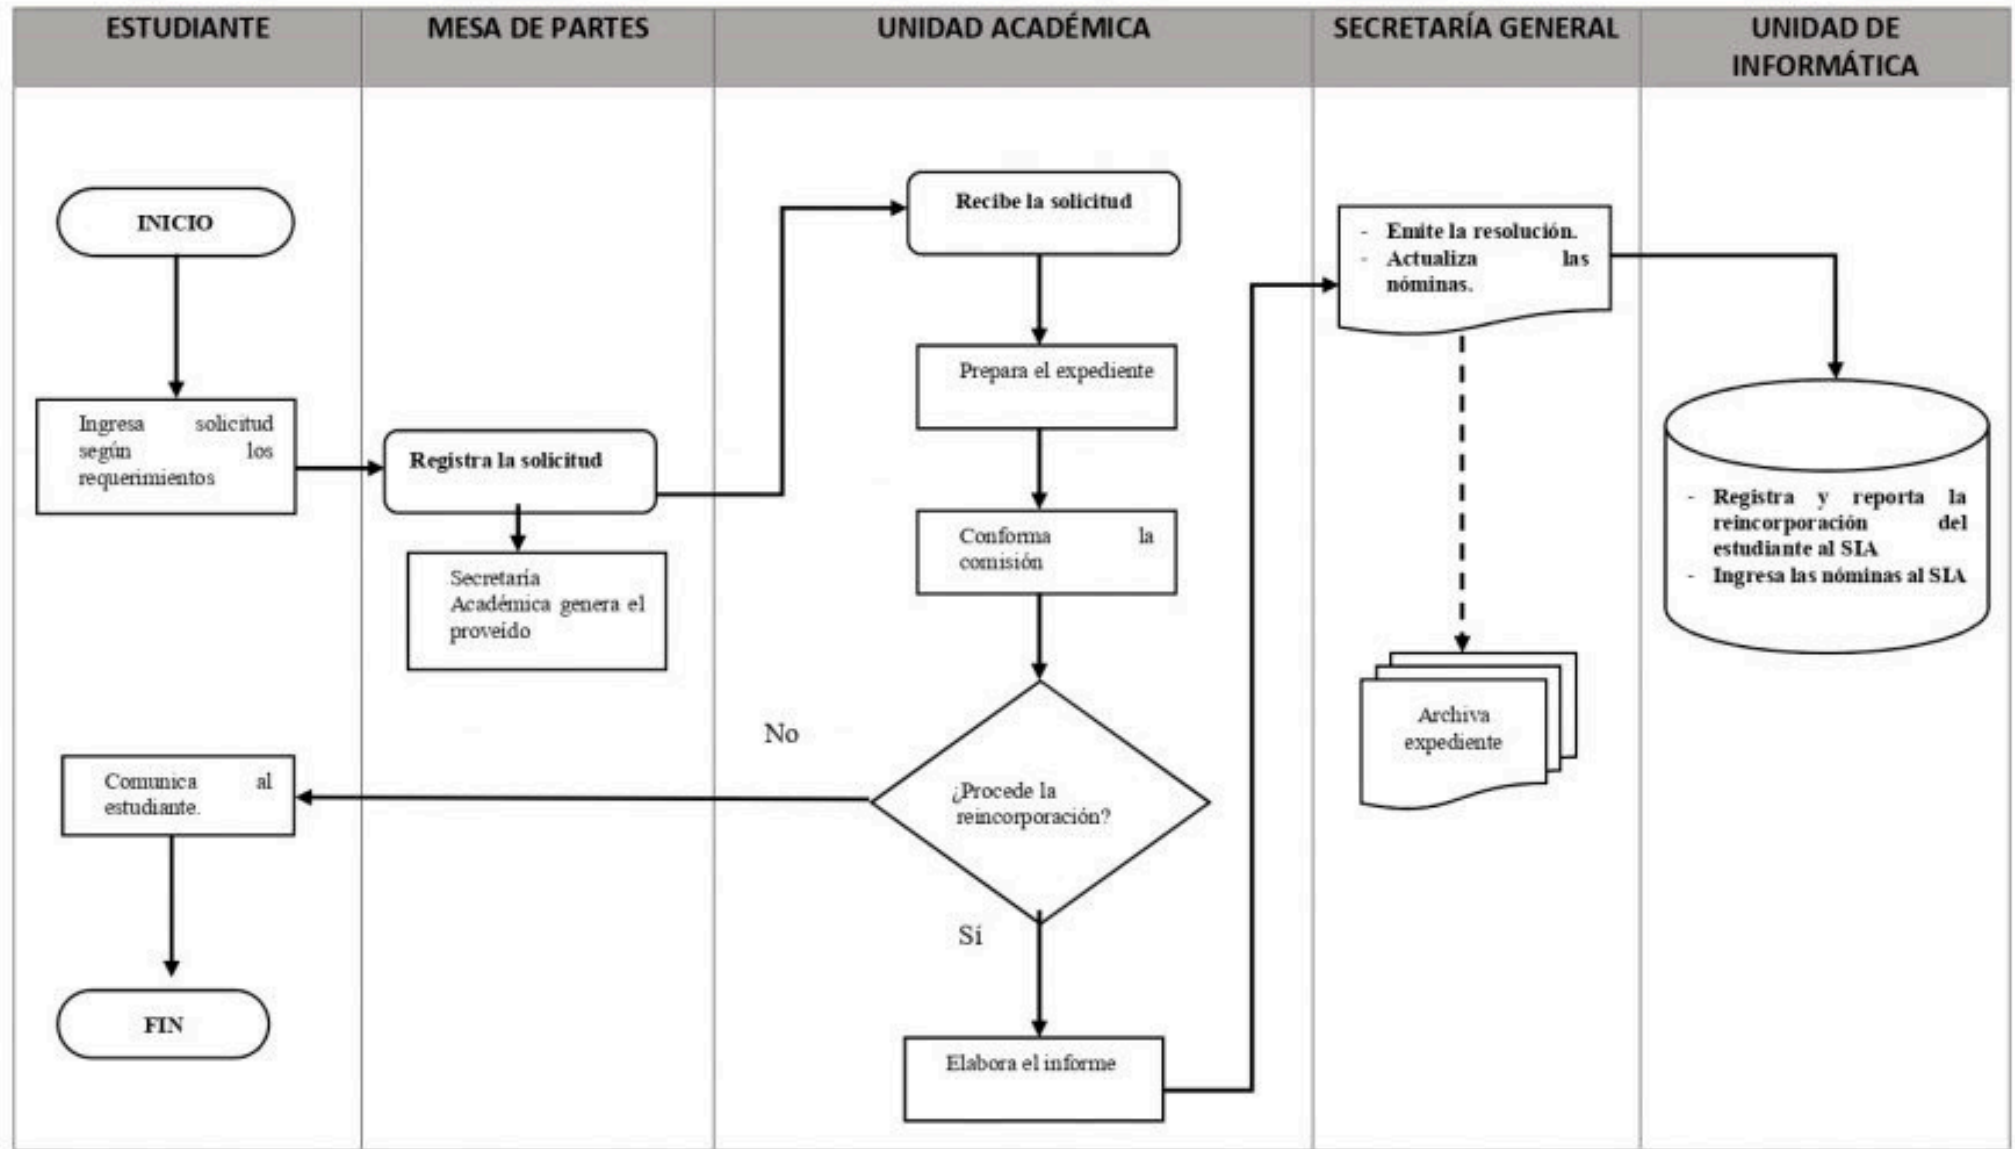 ESTUDIANTE
MESA DE PARTES
UNIDAD ACADÉMICA
SECRETARÍA GENERAL
UNIDAD DE
INFORMÁTICA
INICIO
Ingresa solicitud
según los
requerimientos
Registra la solicitud
Secretaría
Académica genera el
proveído
Recibe la solicitud
Prepara el expediente
Conforma la
comisión
¿Procede la
reincorporación?
No
Comunica al
estudiante.
FIN
Sí
Elabora el informe
- Emite la resolución.
- Actualiza las
nóminas.
Archiva
expediente
- Registra y reporta la
reincorporación del
estudiante al SIA
- Ingresa las nóminas al SIA